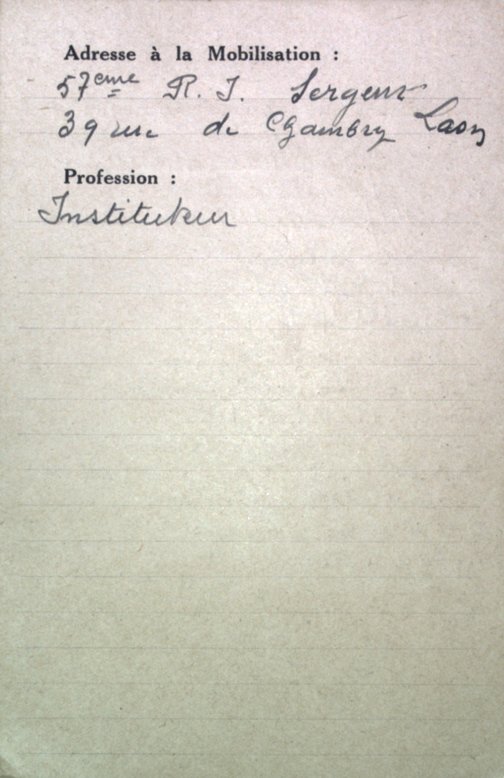 Adresse à la Mobilisation :
57ème R. I. Sergent
39 rue de Chambry Laon
Profession :
Instituteur